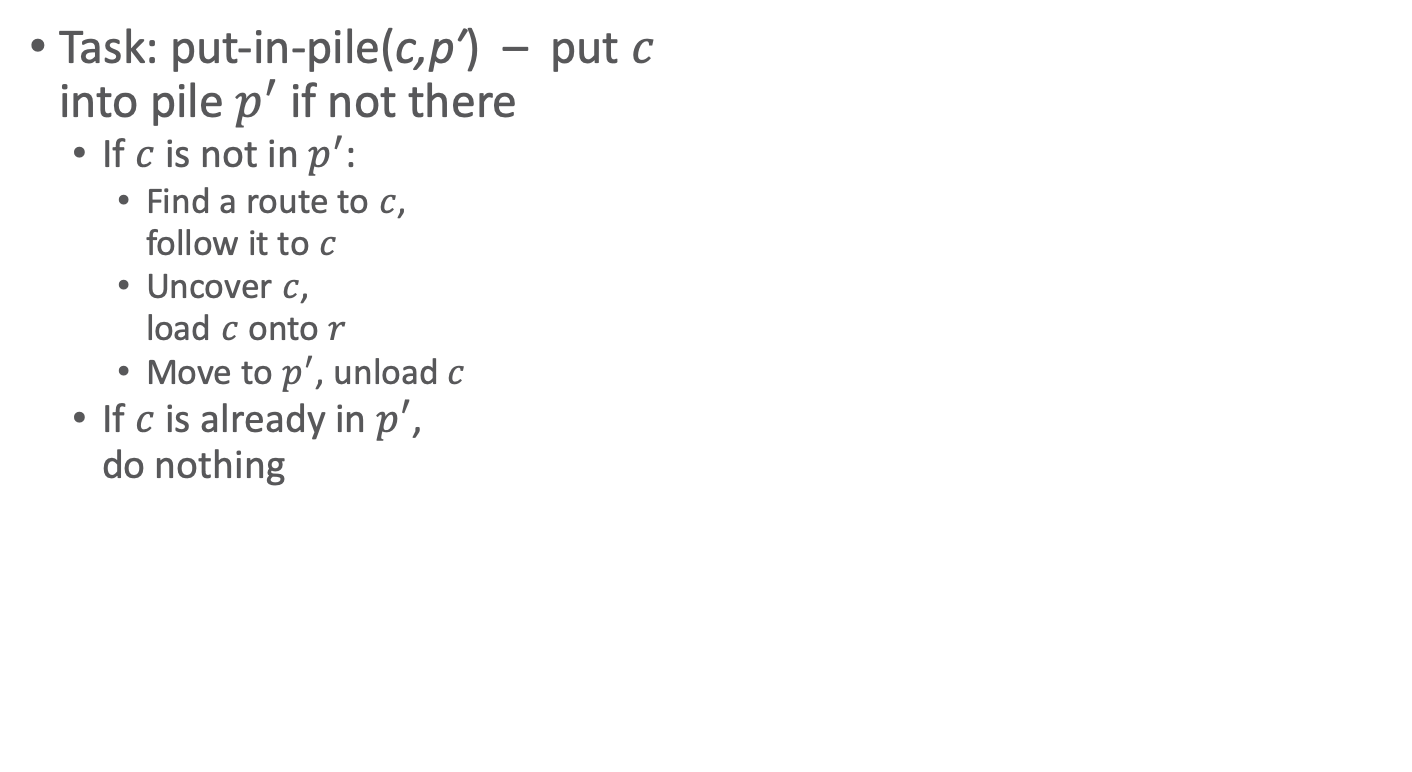 • Task: put-in-pile(c,p′) – put c
into pile p′ if not there
• If c is not in p′:
• Find a route to c,
follow it to c
• Uncover c,
load c onto r
• Move to p′, unload c
• If c is already in p′,
do nothing